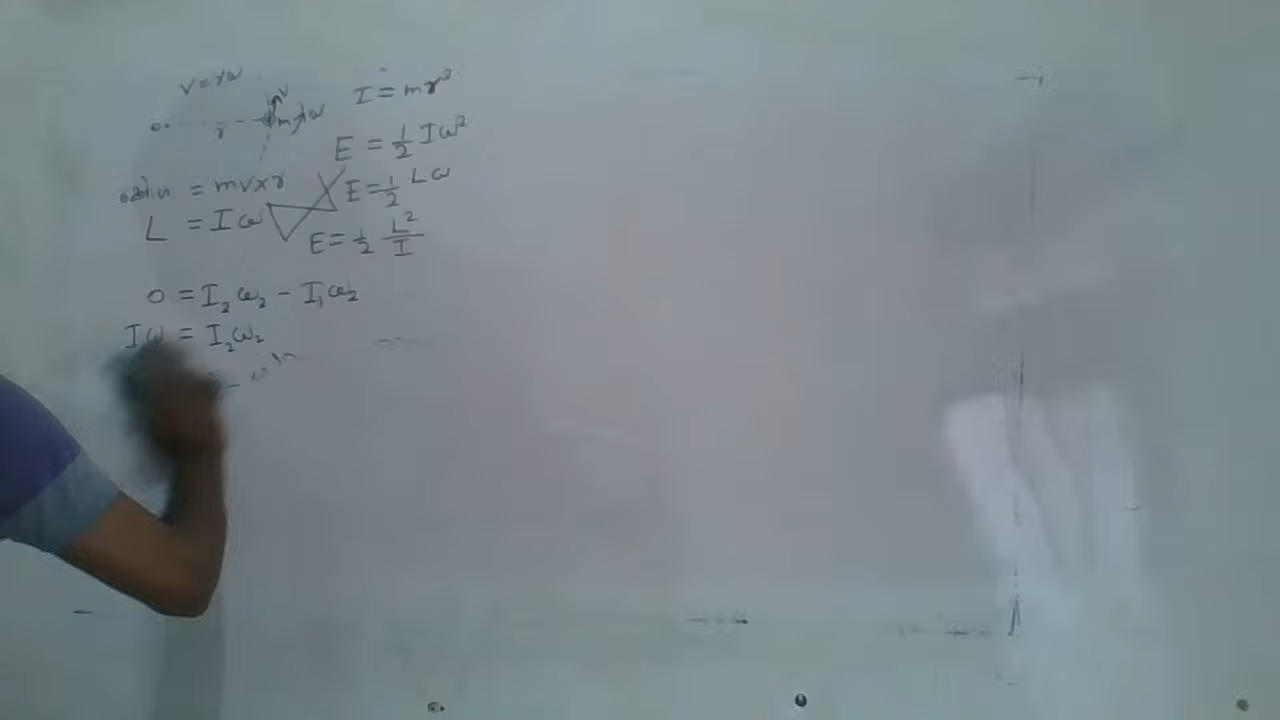 v = rω
v
I = mr²
o r m ω
E = ½ Iω²
= mv×r
E = ½ Lω
L = Iω
E = ½ L²/I
0 = I₂ω₂ − I₁ω₂
Iω = I₂ω₂